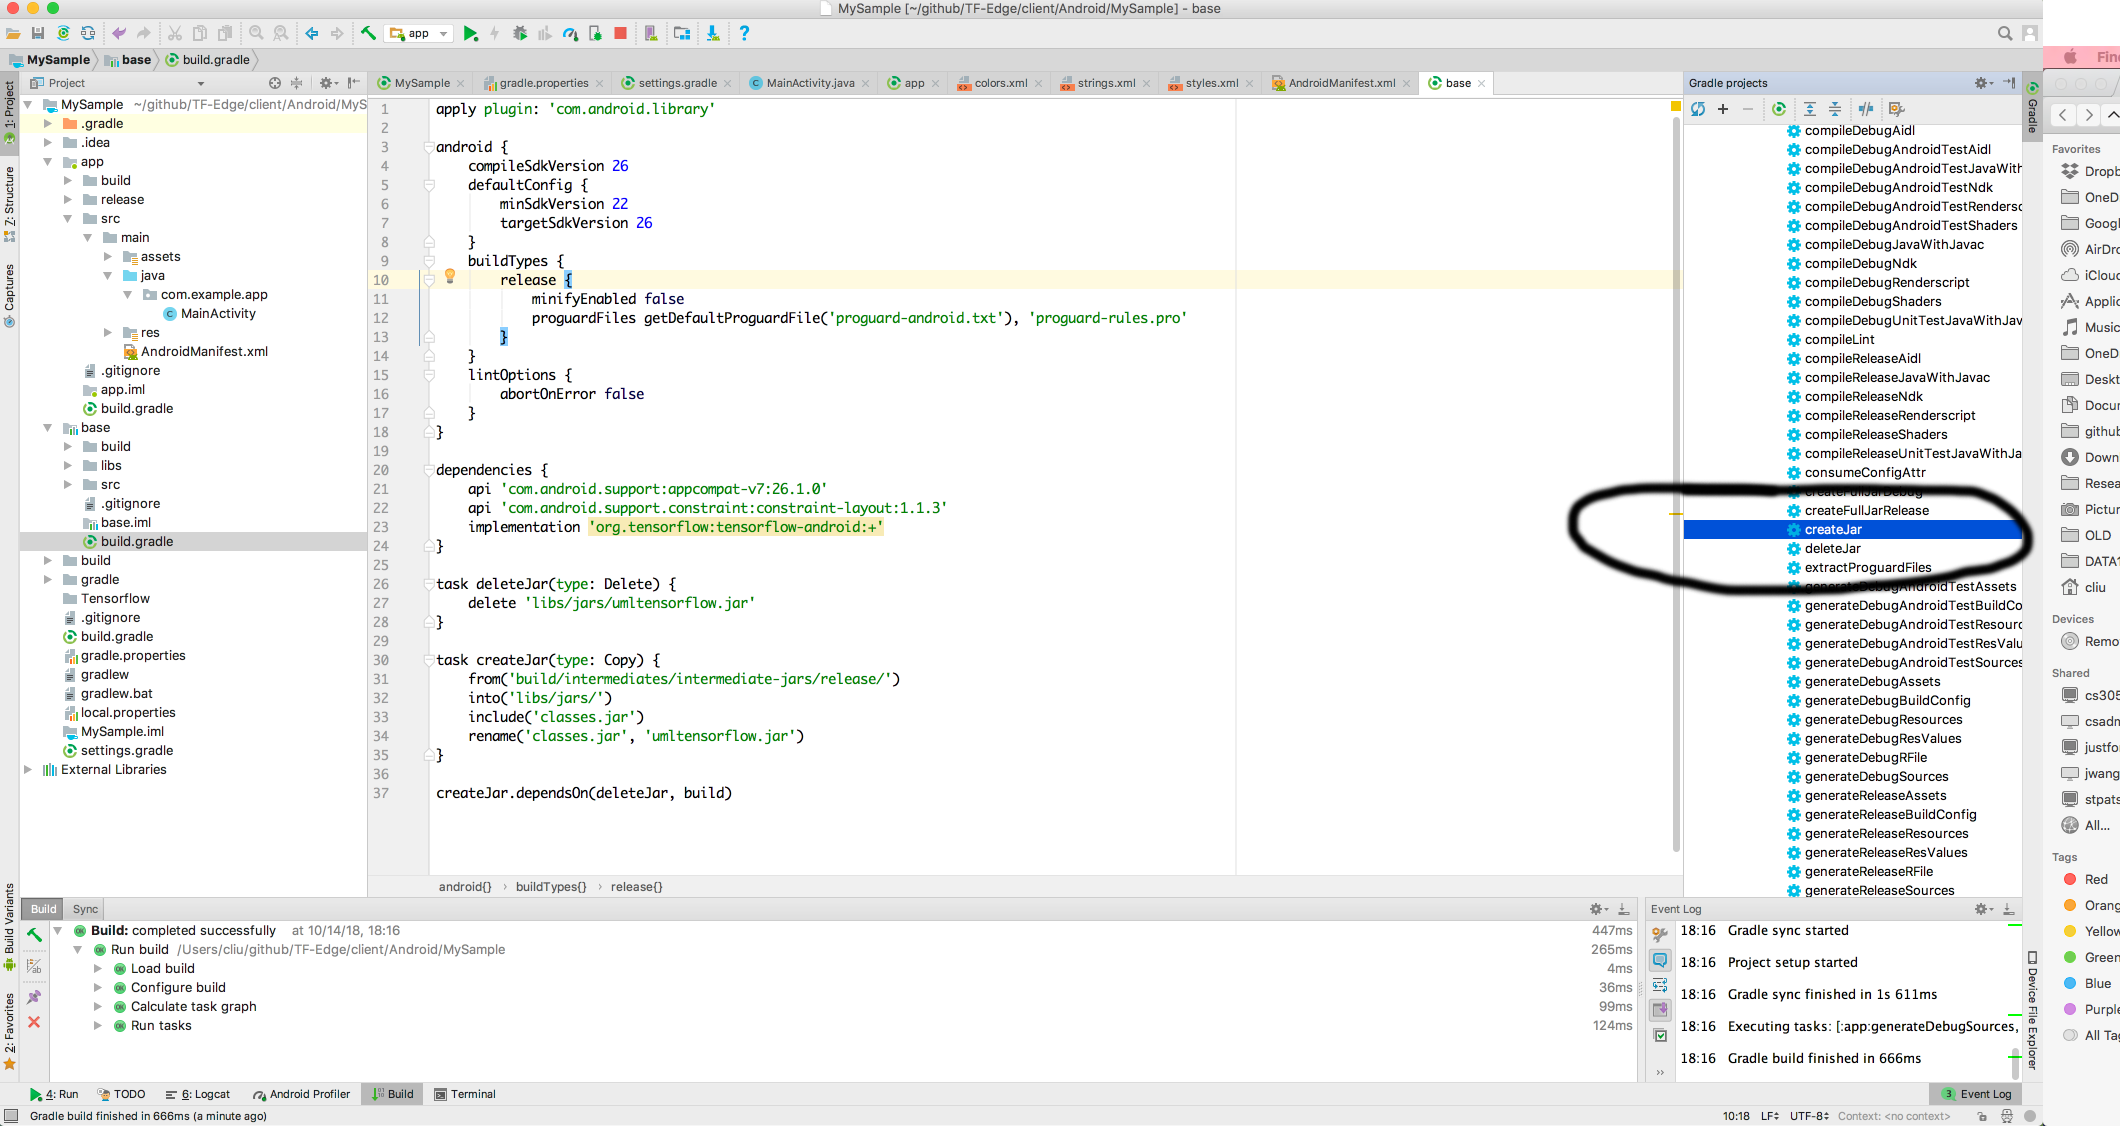 MySample [~/github/TF-Edge/client/Android/MySample] - base
app
MySample base build.gradle
Project
MySample ~/github/TF-Edge/client/Android/MyS
.gradle
.idea
app
build
release
src
main
assets
java
com.example.app
MainActivity
res
AndroidManifest.xml
.gitignore
app.iml
build.gradle
base
build
libs
src
.gitignore
base.iml
build.gradle
build
gradle
Tensorflow
.gitignore
build.gradle
gradle.properties
gradlew
gradlew.bat
local.properties
MySample.iml
settings.gradle
External Libraries
1: Project
7: Structure
Captures
Build Variants
2: Favorites
MySample gradle.properties settings.gradle MainActivity.java app colors.xml strings.xml styles.xml AndroidManifest.xml base
1 apply plugin: 'com.android.library'
2
3 android {
4 compileSdkVersion 26
5 defaultConfig {
6 minSdkVersion 22
7 targetSdkVersion 26
8 }
9 buildTypes {
10 release {
11 minifyEnabled false
12 proguardFiles getDefaultProguardFile('proguard-android.txt'), 'proguard-rules.pro'
13 }
14 }
15 lintOptions {
16 abortOnError false
17 }
18 }
19
20 dependencies {
21 api 'com.android.support:appcompat-v7:26.1.0'
22 api 'com.android.support.constraint:constraint-layout:1.1.3'
23 implementation 'org.tensorflow:tensorflow-android:+'
24 }
25
26 task deleteJar(type: Delete) {
27 delete 'libs/jars/umltensorflow.jar'
28 }
29
30 task createJar(type: Copy) {
31 from('build/intermediates/intermediate-jars/release/')
32 into('libs/jars/')
33 include('classes.jar')
34 rename('classes.jar', 'umltensorflow.jar')
35 }
36
37 createJar.dependsOn(deleteJar, build)
android{} › buildTypes{} › release{}
Gradle projects
compileDebugAidl
compileDebugAndroidTestAidl
compileDebugAndroidTestJavaWith
compileDebugAndroidTestNdk
compileDebugAndroidTestRendersc
compileDebugAndroidTestShaders
compileDebugJavaWithJavac
compileDebugNdk
compileDebugRenderscript
compileDebugShaders
compileDebugUnitTestJavaWithJav
compileLint
compileReleaseAidl
compileReleaseJavaWithJavac
compileReleaseNdk
compileReleaseRenderscript
compileReleaseShaders
compileReleaseUnitTestJavaWithJa
consumeConfigAttr
createFullJarDebug
createFullJarRelease
createJar
deleteJar
extractProguardFiles
generateDebugAndroidTestAssets
generateDebugAndroidTestBuildCo
generateDebugAndroidTestResourc
generateDebugAndroidTestResValu
generateDebugAndroidTestSources
generateDebugAssets
generateDebugBuildConfig
generateDebugResources
generateDebugResValues
generateDebugRFile
generateDebugSources
generateReleaseAssets
generateReleaseBuildConfig
generateReleaseResources
generateReleaseResValues
generateReleaseRFile
generateReleaseSources
Gradle
Device File Explorer
Build Sync
Build: completed successfully at 10/14/18, 18:16 447ms
Run build /Users/cliu/github/TF-Edge/client/Android/MySample 265ms
Load build 4ms
Configure build 36ms
Calculate task graph 99ms
Run tasks 124ms
Event Log
18:16 Gradle sync started
18:16 Project setup started
18:16 Gradle sync finished in 1s 611ms
18:16 Executing tasks: [:app:generateDebugSources,
18:16 Gradle build finished in 666ms
4: Run TODO 6: Logcat Android Profiler Build Terminal 3 Event Log
Gradle build finished in 666ms (a minute ago) 10:18 LF÷ UTF-8÷ Context: <no context>
Fin
Favorites
Dropb
OneD
Goog
AirDro
iCloud
Applic
Music
OneD
Deskt
Docu
github
Down
Resea
Pictur
OLD
DATA1
cliu
Devices
Remo
Shared
cs305
csadn
justfo
jwang
stpats
All...
Tags
Red
Orang
Yellow
Green
Blue
Purple
All Tag